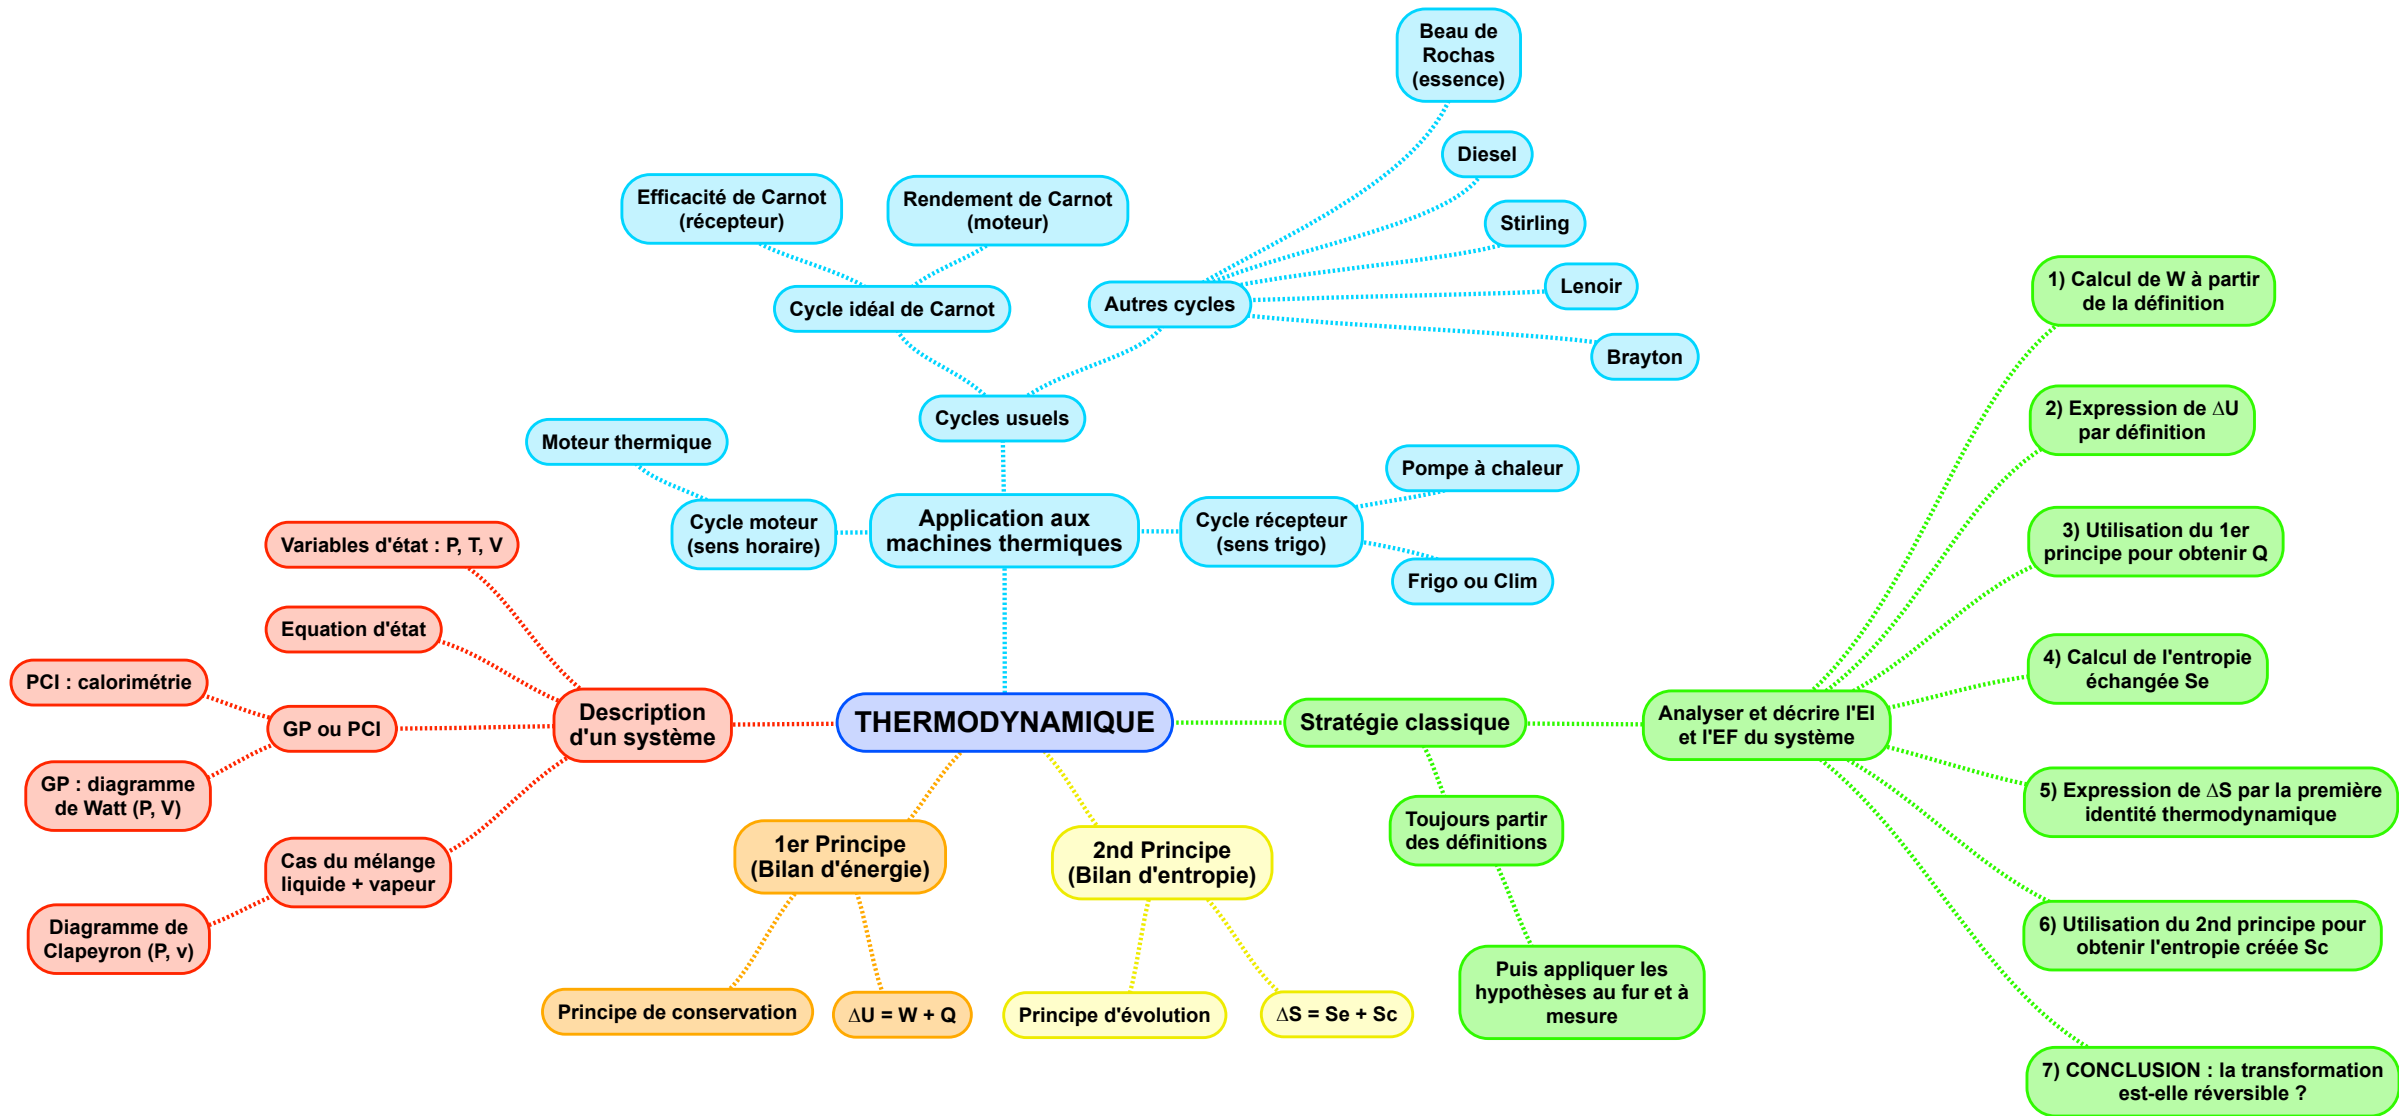 Beau de
Rochas
(essence)
Diesel
Stirling
Lenoir
Brayton
Autres cycles
Efficacité de Carnot
(récepteur)
Rendement de Carnot
(moteur)
Cycle idéal de Carnot
Cycles usuels
Moteur thermique
Cycle moteur
(sens horaire)
Application aux
machines thermiques
Cycle récepteur
(sens trigo)
Pompe à chaleur
Frigo ou Clim
Variables d'état : P, T, V
Equation d'état
PCI : calorimétrie
GP ou PCI
GP : diagramme
de Watt (P, V)
Cas du mélange
liquide + vapeur
Diagramme de
Clapeyron (P, v)
Description
d'un système
THERMODYNAMIQUE
1er Principe
(Bilan d'énergie)
Principe de conservation
ΔU = W + Q
2nd Principe
(Bilan d'entropie)
Principe d'évolution
ΔS = Se + Sc
Stratégie classique
Toujours partir
des définitions
Puis appliquer les
hypothèses au fur et à
mesure
Analyser et décrire l'EI
et l'EF du système
1) Calcul de W à partir
de la définition
2) Expression de ΔU
par définition
3) Utilisation du 1er
principe pour obtenir Q
4) Calcul de l'entropie
échangée Se
5) Expression de ΔS par la première
identité thermodynamique
6) Utilisation du 2nd principe pour
obtenir l'entropie créée Sc
7) CONCLUSION : la transformation
est-elle réversible ?